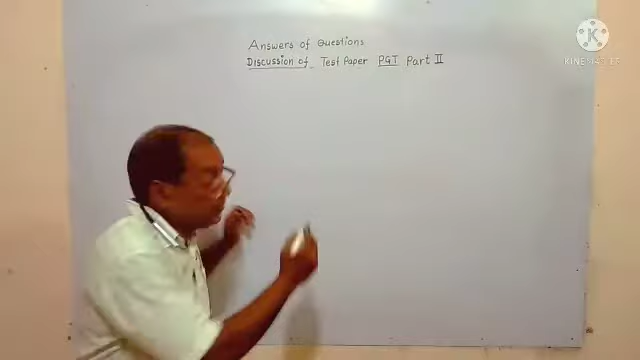 Answers of Questions
Discussion of Test Paper PGT Part II
KINEMASTER